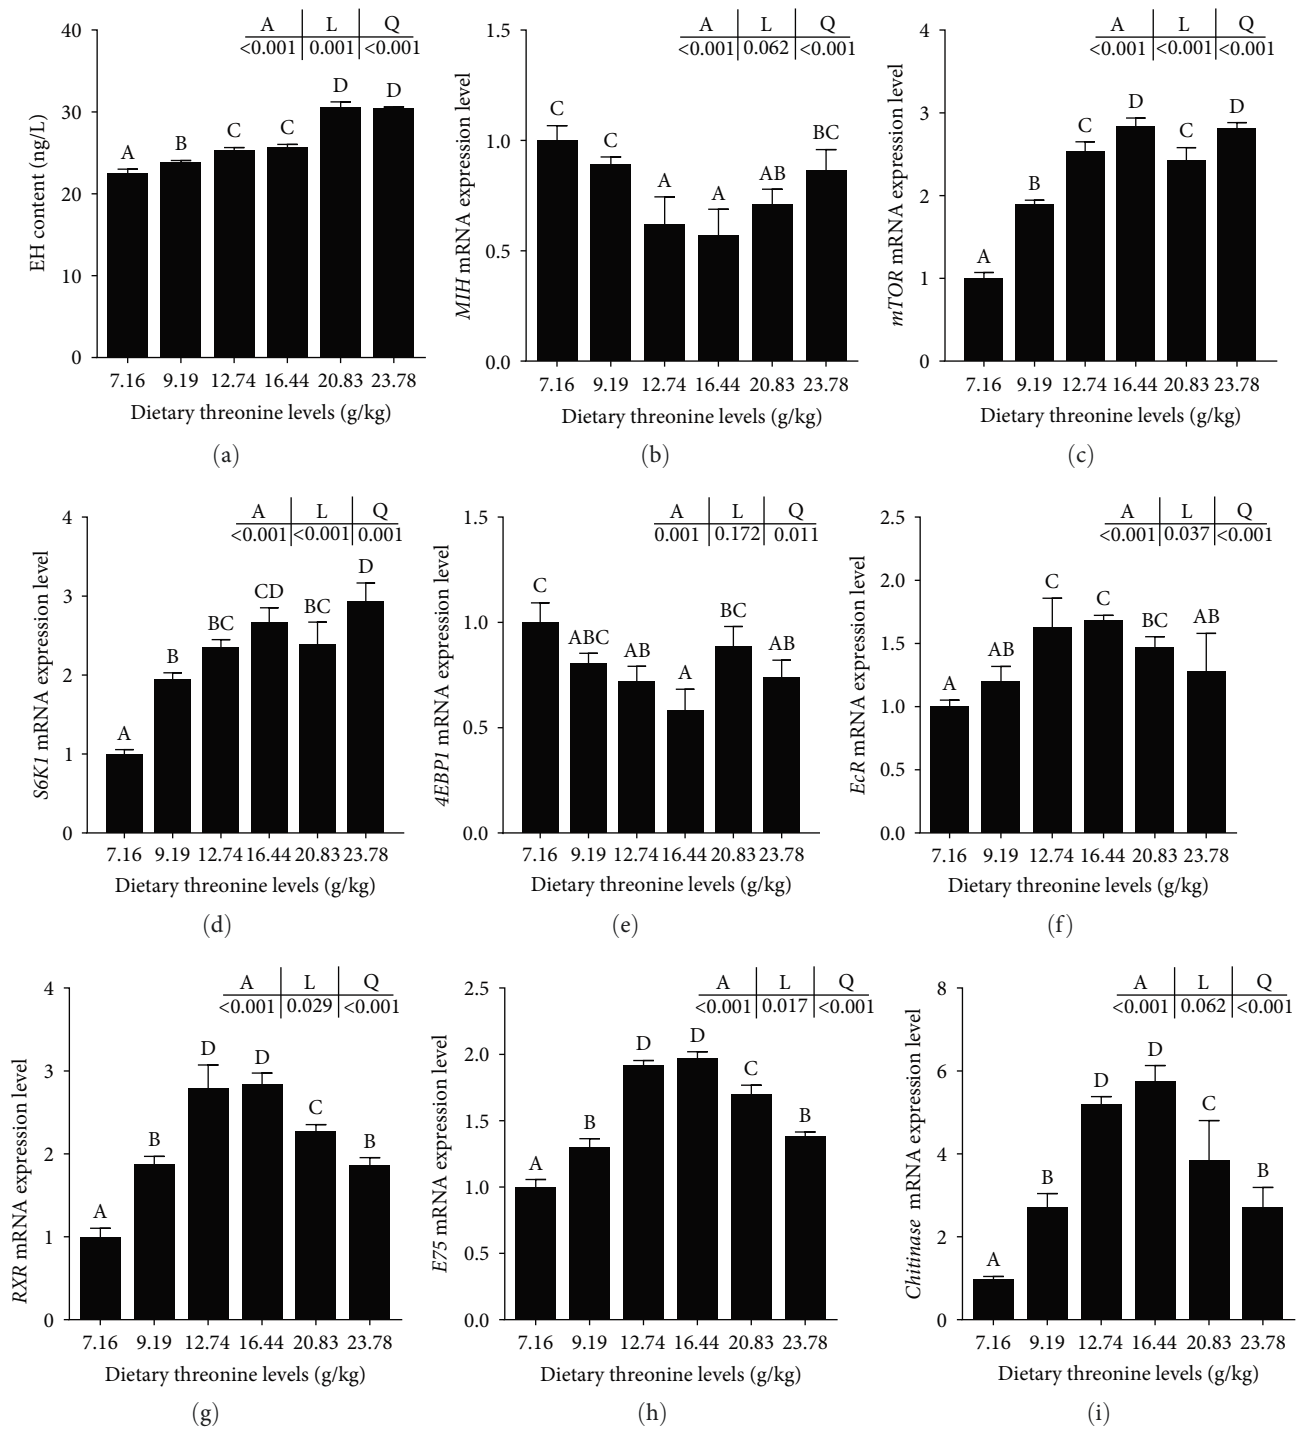 A L Q
<0.001 0.001 <0.001
40
30
20
10
0
EH content (ng/L)
A B C C D D
7.16 9.19 12.74 16.44 20.83 23.78
Dietary threonine levels (g/kg)
(a)
A L Q
<0.001 0.062 <0.001
1.5
1.0
0.5
0.0
MIH mRNA expression level
C C A A AB BC
7.16 9.19 12.74 16.44 20.83 23.78
Dietary threonine levels (g/kg)
(b)
A L Q
<0.001 <0.001 <0.001
4
3
2
1
0
mTOR mRNA expression level
A B C D C D
7.16 9.19 12.74 16.44 20.83 23.78
Dietary threonine levels (g/kg)
(c)
A L Q
<0.001 <0.001 0.001
4
3
2
1
0
S6K1 mRNA expression level
A B BC CD BC D
7.16 9.19 12.74 16.44 20.83 23.78
Dietary threonine levels (g/kg)
(d)
A L Q
0.001 0.172 0.011
1.5
1.0
0.5
0.0
4EBP1 mRNA expression level
C ABC AB A BC AB
7.16 9.19 12.74 16.44 20.83 23.78
Dietary threonine levels (g/kg)
(e)
A L Q
<0.001 0.037 <0.001
2.5
2.0
1.5
1.0
0.5
0.0
EcR mRNA expression level
A AB C C BC AB
7.16 9.19 12.74 16.44 20.83 23.78
Dietary threonine levels (g/kg)
(f)
A L Q
<0.001 0.029 <0.001
4
3
2
1
0
RXR mRNA expression level
A B D D C B
7.16 9.19 12.74 16.44 20.83 23.78
Dietary threonine levels (g/kg)
(g)
A L Q
<0.001 0.017 <0.001
2.5
2.0
1.5
1.0
0.5
0.0
E75 mRNA expression level
A B D D C B
7.16 9.19 12.74 16.44 20.83 23.78
Dietary threonine levels (g/kg)
(h)
A L Q
<0.001 0.062 <0.001
8
6
4
2
0
Chitinase mRNA expression level
A B D D C B
7.16 9.19 12.74 16.44 20.83 23.78
Dietary threonine levels (g/kg)
(i)